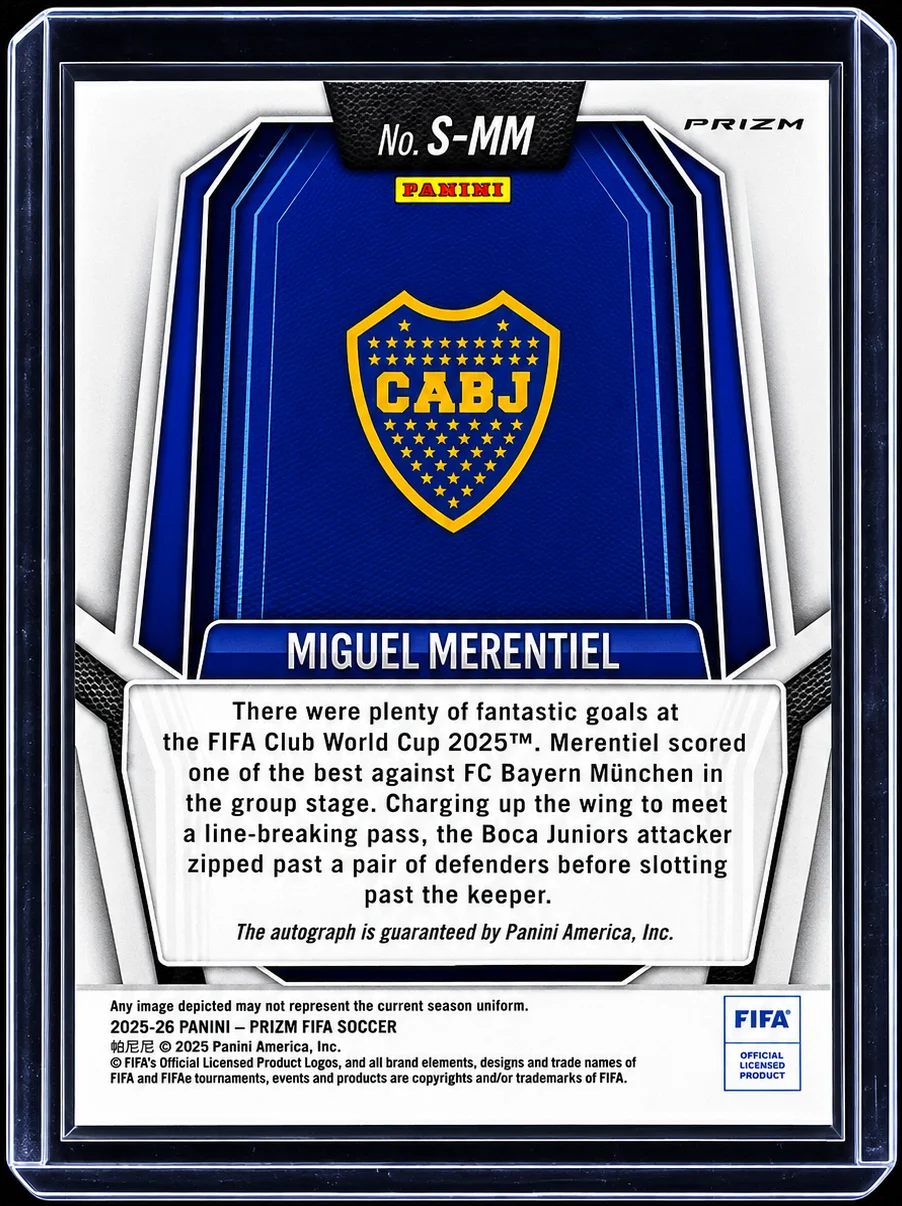 No. S-MM
PRIZM
PANINI
CABJ
MIGUEL MERENTIEL
There were plenty of fantastic goals at
the FIFA Club World Cup 2025™. Merentiel scored
one of the best against FC Bayern München in
the group stage. Charging up the wing to meet
a line-breaking pass, the Boca Juniors attacker
zipped past a pair of defenders before slotting
past the keeper.
The autograph is guaranteed by Panini America, Inc.
Any image depicted may not represent the current season uniform.
2025-26 PANINI – PRIZM FIFA SOCCER
帕尼尼 © 2025 Panini America, Inc.
© FIFA's Official Licensed Product Logos, and all brand elements, designs and trade names of
FIFA and FIFAe tournaments, events and products are copyrights and/or trademarks of FIFA.
FIFA®
OFFICIAL
LICENSED
PRODUCT